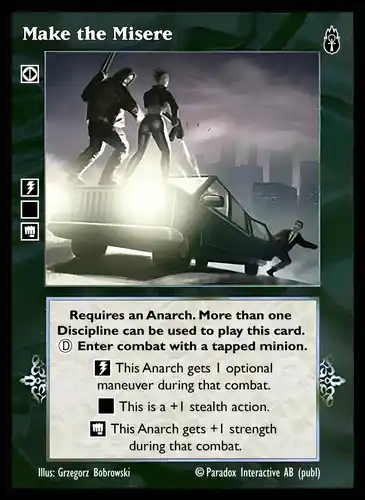 Make the Misere
Requires an Anarch. More than one
Discipline can be used to play this card.
Ⓓ Enter combat with a tapped minion.
This Anarch gets 1 optional
maneuver during that combat.
This is a +1 stealth action.
This Anarch gets +1 strength
during that combat.
Illus: Grzegorz Bobrowski © Paradox Interactive AB (publ)